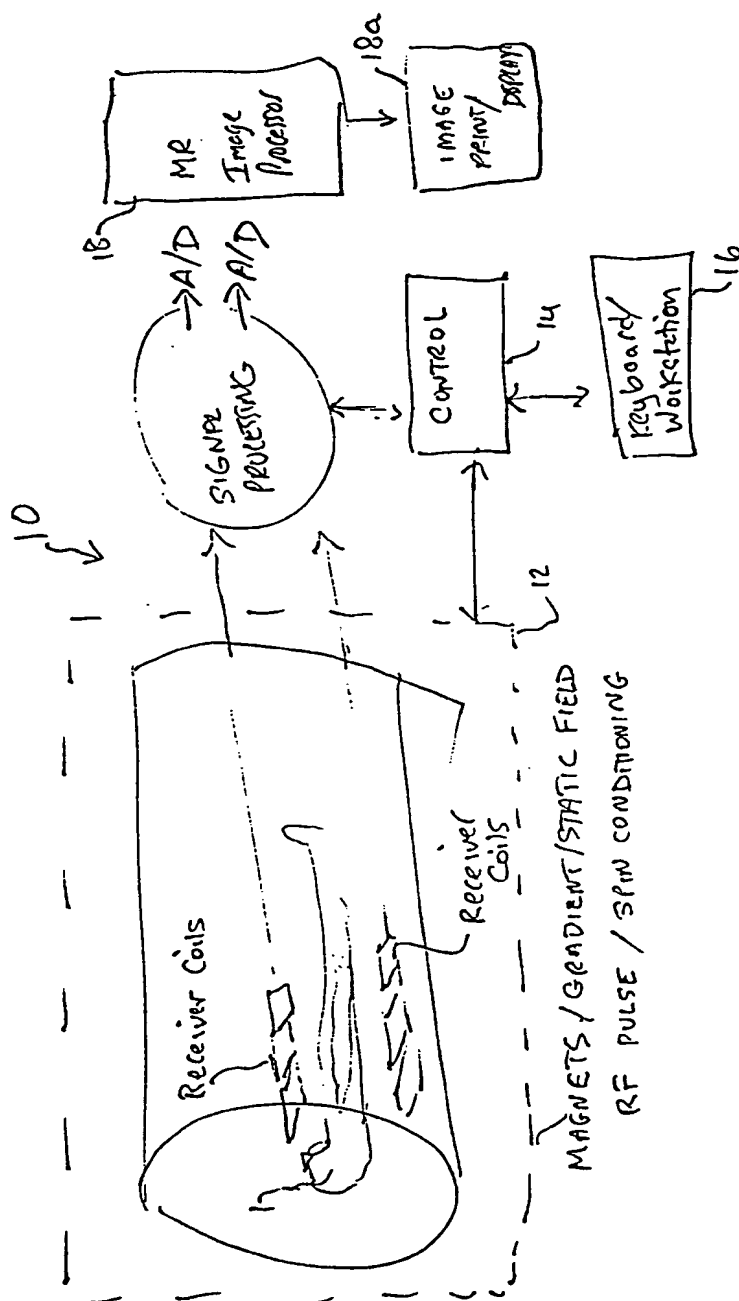 10
Receiver Coils
Receiver
Coils
SIGNAL
PROCESSING
A/D
A/D
18
MR
Image
Processor
18a
IMAGE
PRINT/
DISPLAY
CONTROL
14
Keyboard/
Workstation
16
12
MAGNETS / GRADIENT / STATIC FIELD
RF PULSE / SPIN CONDITIONING